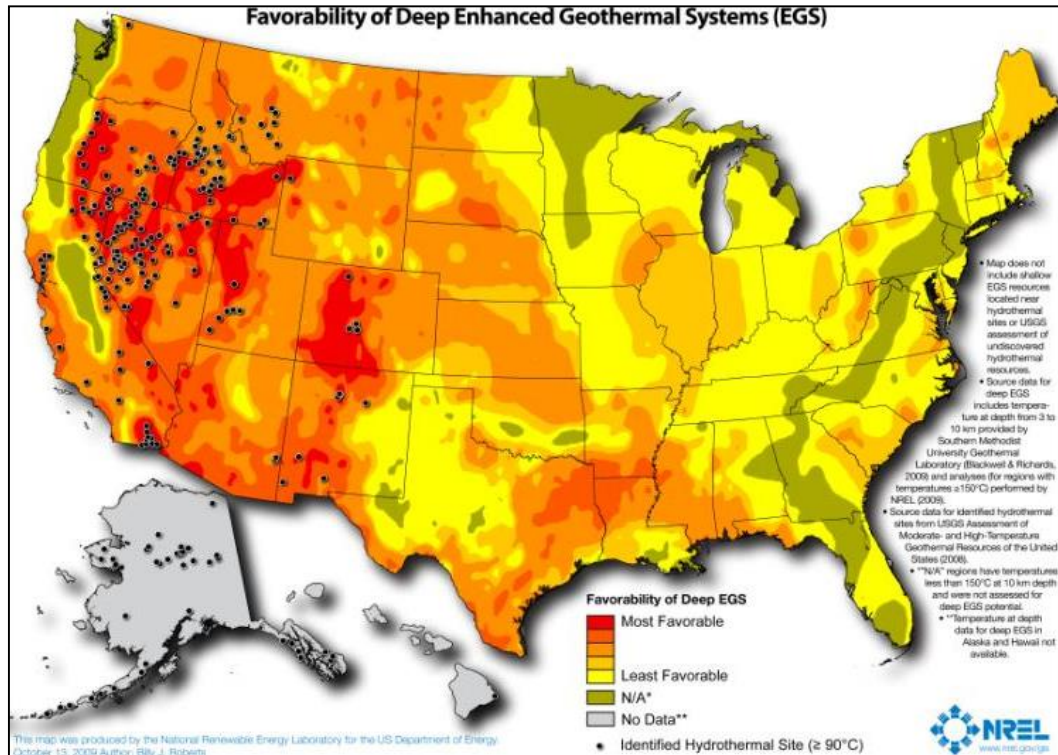 Favorability of Deep Enhanced Geothermal Systems (EGS)
• Map does not
include shallow
EGS resources
located near
hydrothermal
sites or USGS
assessment of
undiscovered
hydrothermal
resources.
• Source data for
deep EGS
includes tempera-
ture at depth from 3 to
10 km provided by
Southern Methodist
University Geothermal
Laboratory (Blackwell & Richards,
2009) and analyses (for regions with
temperatures ≥150°C) performed by
NREL (2009).
• Source data for identified hydrothermal
sites from USGS Assessment of
Moderate- and High-Temperature
Geothermal Resources of the United
States (2008).
• *"N/A" regions have temperatures
less than 150°C at 10 km depth
and were not assessed for
deep EGS potential.
• **Temperature at depth
data for deep EGS in
Alaska and Hawaii not
available.
Favorability of Deep EGS
Most Favorable
Least Favorable
N/A*
No Data**
Identified Hydrothermal Site (≥ 90°C)
This map was produced by the National Renewable Energy Laboratory for the US Department of Energy.
October 13, 2009 Author: Billy J. Roberts
NREL
www.nrel.gov/gis